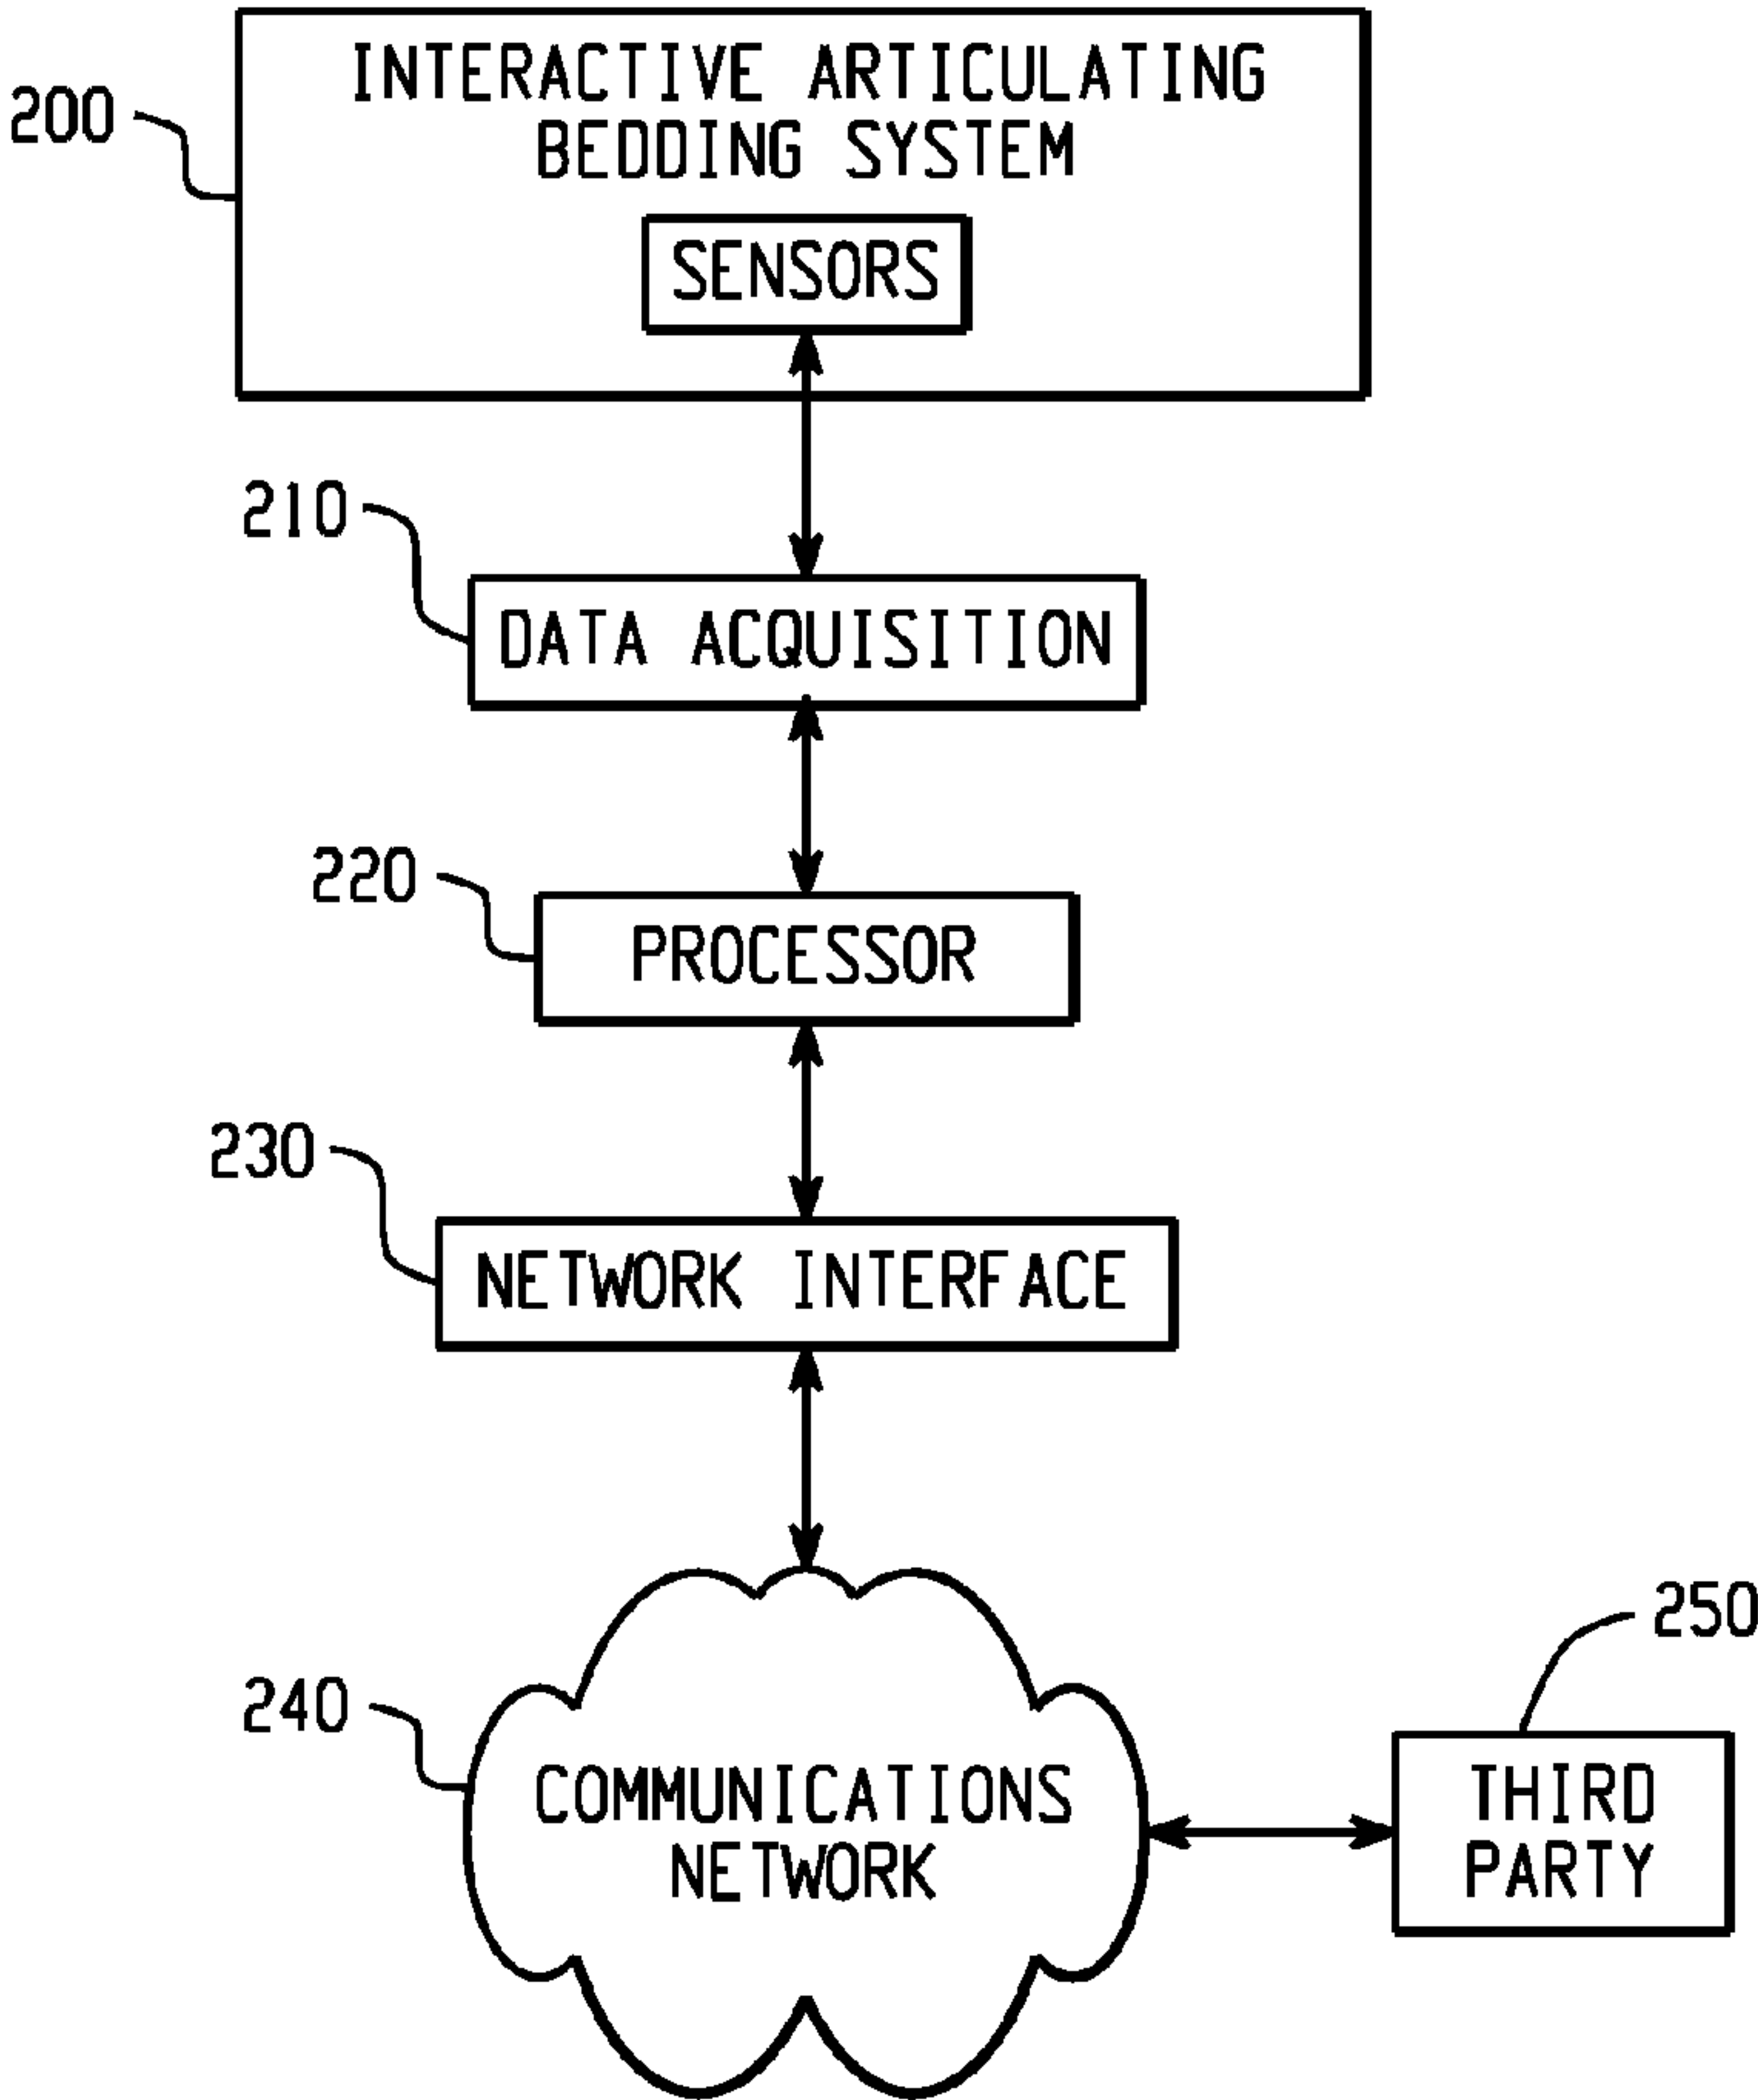 INTERACTIVE ARTICULATING
BEDDING SYSTEM
200
SENSORS
210
DATA ACQUISITION
220
PROCESSOR
230
NETWORK INTERFACE
250
240
COMMUNICATIONS
NETWORK
THIRD
PARTY